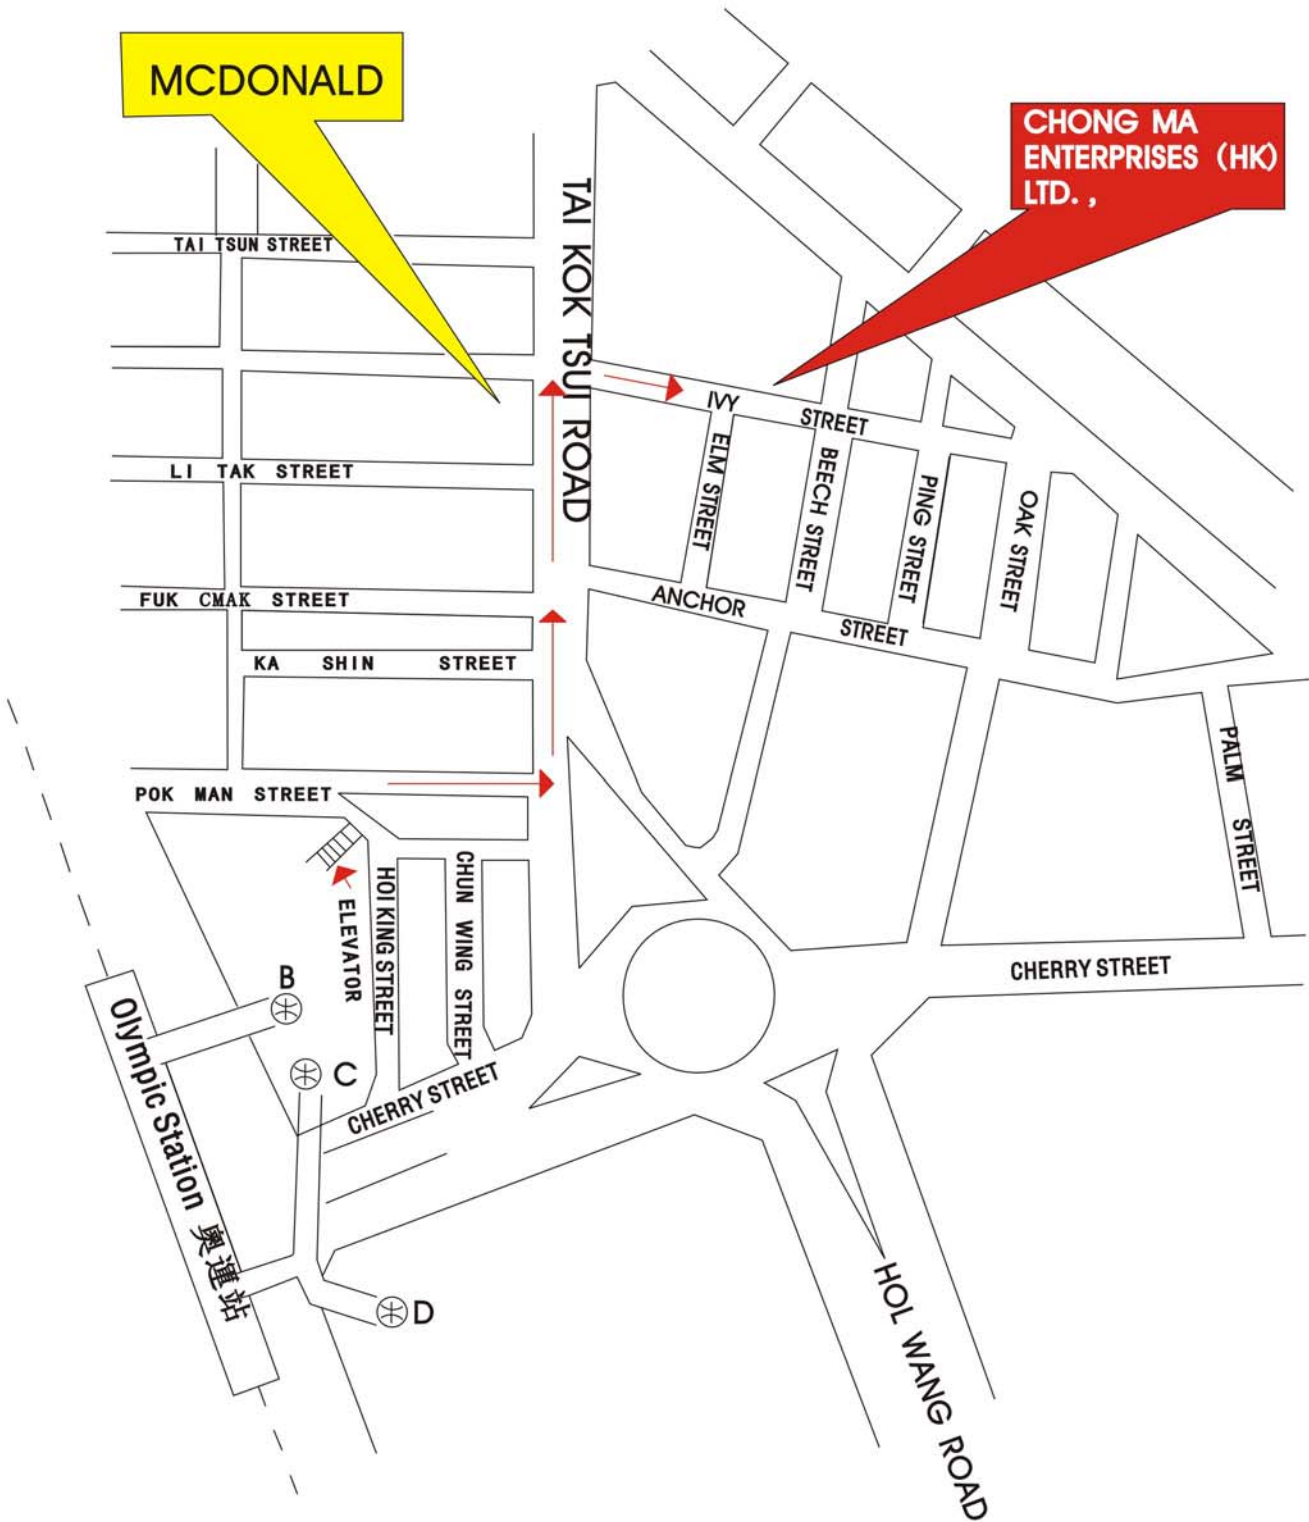 MCDONALD
CHONG MA
ENTERPRISES (HK)
LTD.,
TAI TSUN STREET
TAI KOK TSUI ROAD
IVY STREET
LI TAK STREET
ELM STREET
BEECH STREET
PING STREET
OAK STREET
FUK CMAK STREET
ANCHOR STREET
KA SHIN STREET
PALM STREET
POK MAN STREET
ELEVATOR
HOI KING STREET
CHUN WING STREET
CHERRY STREET
B
C
CHERRY STREET
Olympic Station 奧運站
D
HOL WANG ROAD